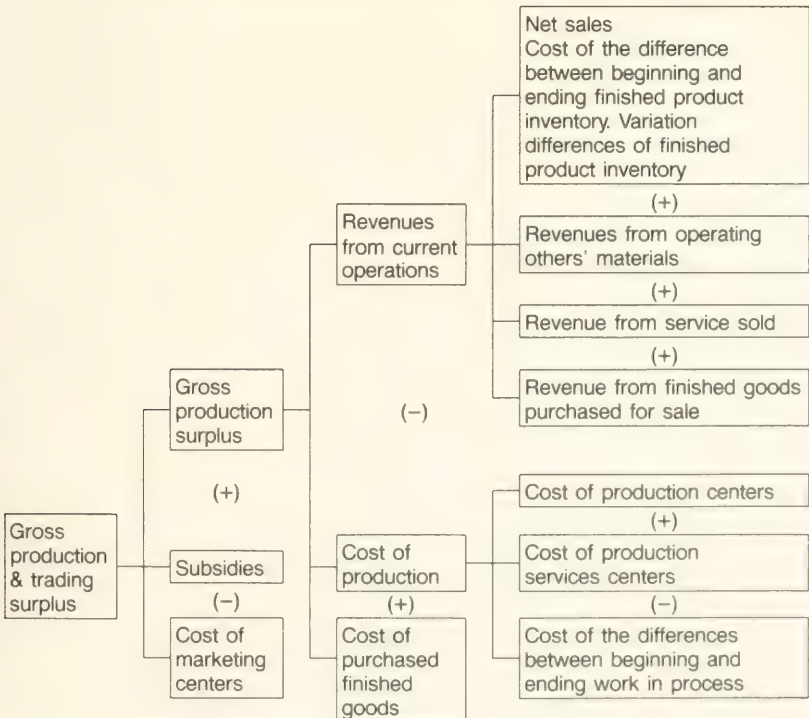 Net sales
Cost of the difference
between beginning and
ending finished product
inventory. Variation
differences of finished
product inventory
(+)
Revenues from operating
others' materials
(+)
Revenue from service sold
(+)
Revenue from finished goods
purchased for sale
Revenues
from current
operations
(−)
Gross
production
surplus
(+)
Gross
production
& trading
surplus
Subsidies
(−)
Cost of
marketing
centers
Cost of
production
(+)
Cost of
purchased
finished
goods
Cost of production centers
(+)
Cost of production
services centers
(−)
Cost of the differences
between beginning and
ending work in process